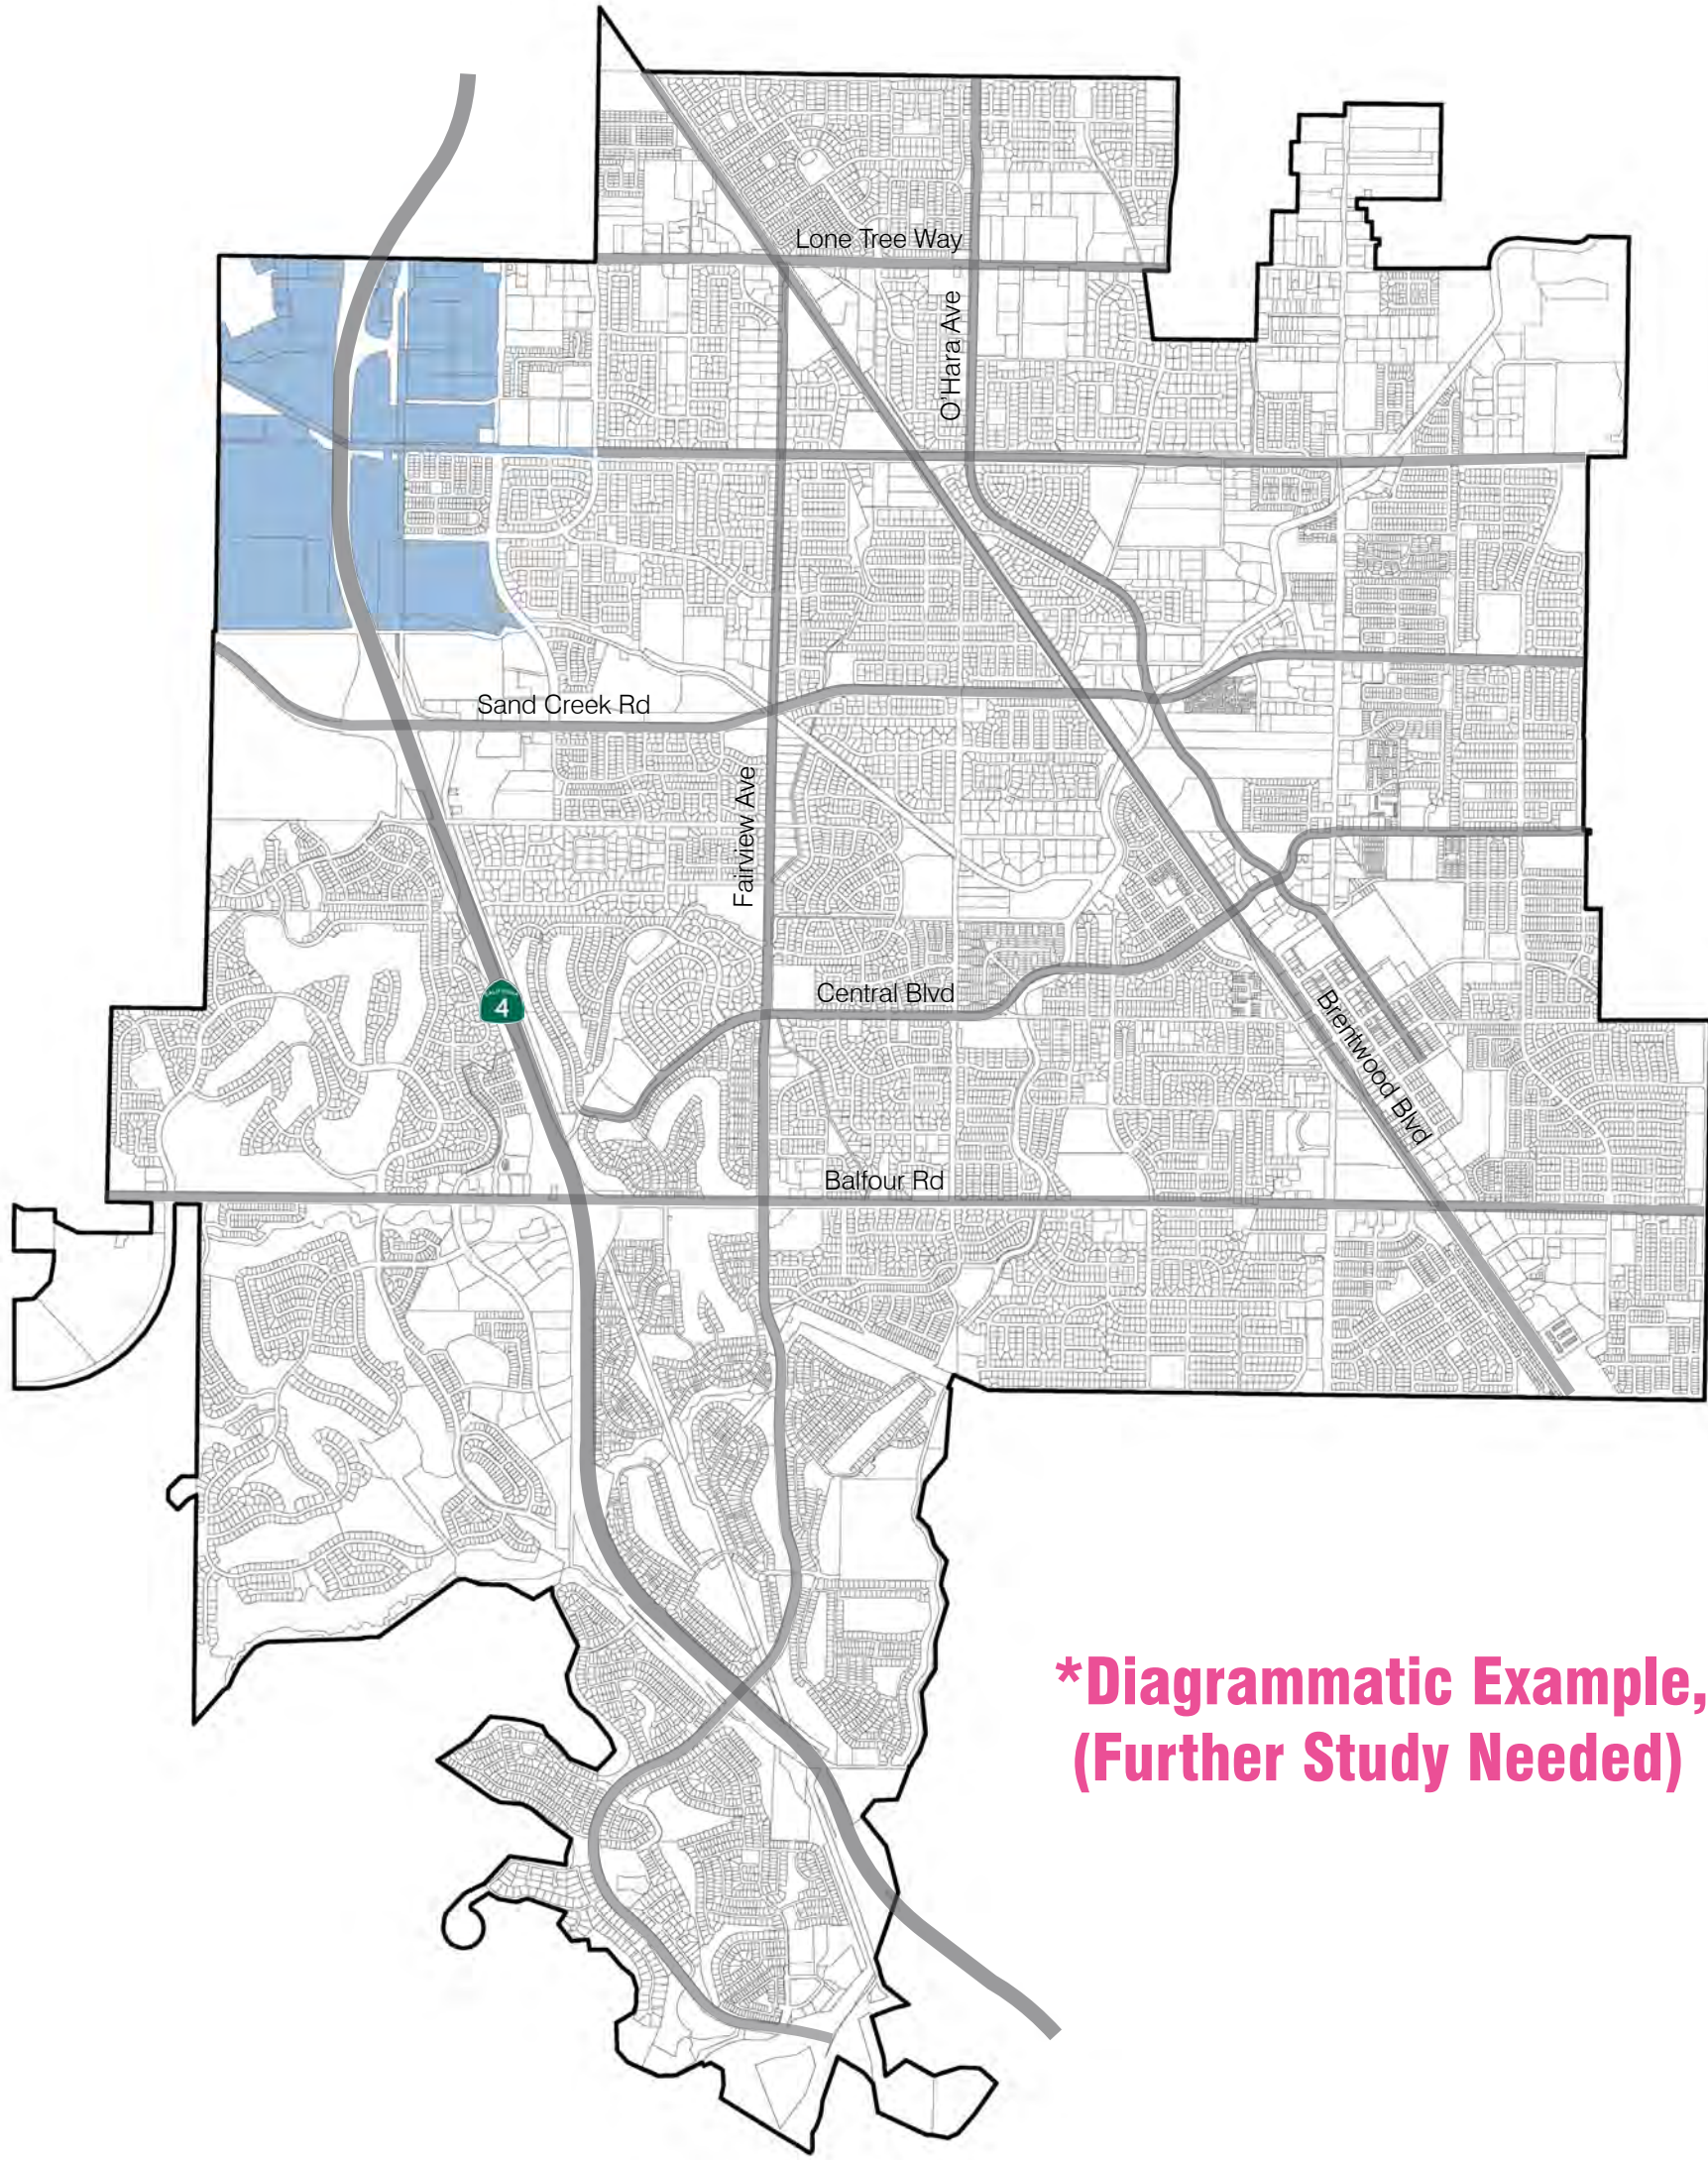 Lone Tree Way
O'Hara Ave
Sand Creek Rd
Fairview Ave
CALIFORNIA
4
Central Blvd
Brentwood Blvd
Balfour Rd
*Diagrammatic Example,
(Further Study Needed)